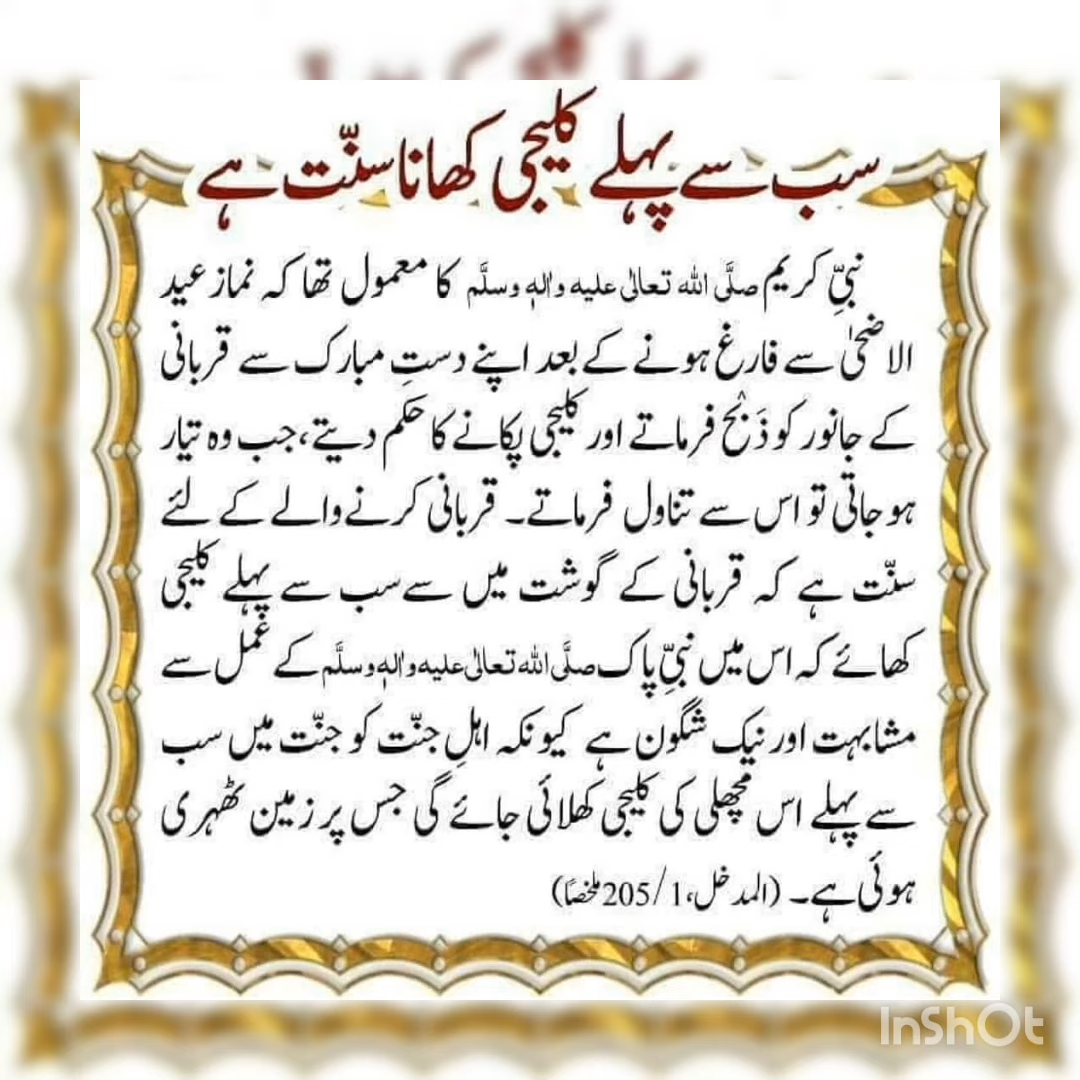 سب سے پہلے کلیجی کھانا سنّت ہے
نبیِّ کریم صلَّی اللہ تعالیٰ علیہ واٰلہٖ وسلَّم کا معمول تھا کہ نمازِ عید
الاضحیٰ سے فارغ ہونے کے بعد اپنے دستِ مبارک سے قربانی
کے جانور کو ذَبْح فرماتے اور کلیجی پکانے کا حکم دیتے، جب وہ تیار
ہو جاتی تو اس سے تناول فرماتے۔ قربانی کرنے والے کے لئے
سنّت ہے کہ قربانی کے گوشت میں سے سب سے پہلے کلیجی
کھائے کہ اس میں نبیِّ پاک صلَّی اللہ تعالیٰ علیہ واٰلہٖ وسلَّم کے عمل سے
مشابہت اور نیک شگون ہے کیونکہ اہلِ جنّت کو جنّت میں سب
سے پہلے اس مچھلی کی کلیجی کھلائی جائے گی جس پر زمین ٹھہری
ہوئی ہے۔ (المدخل، 1/205 ملخصاً)
InShOt